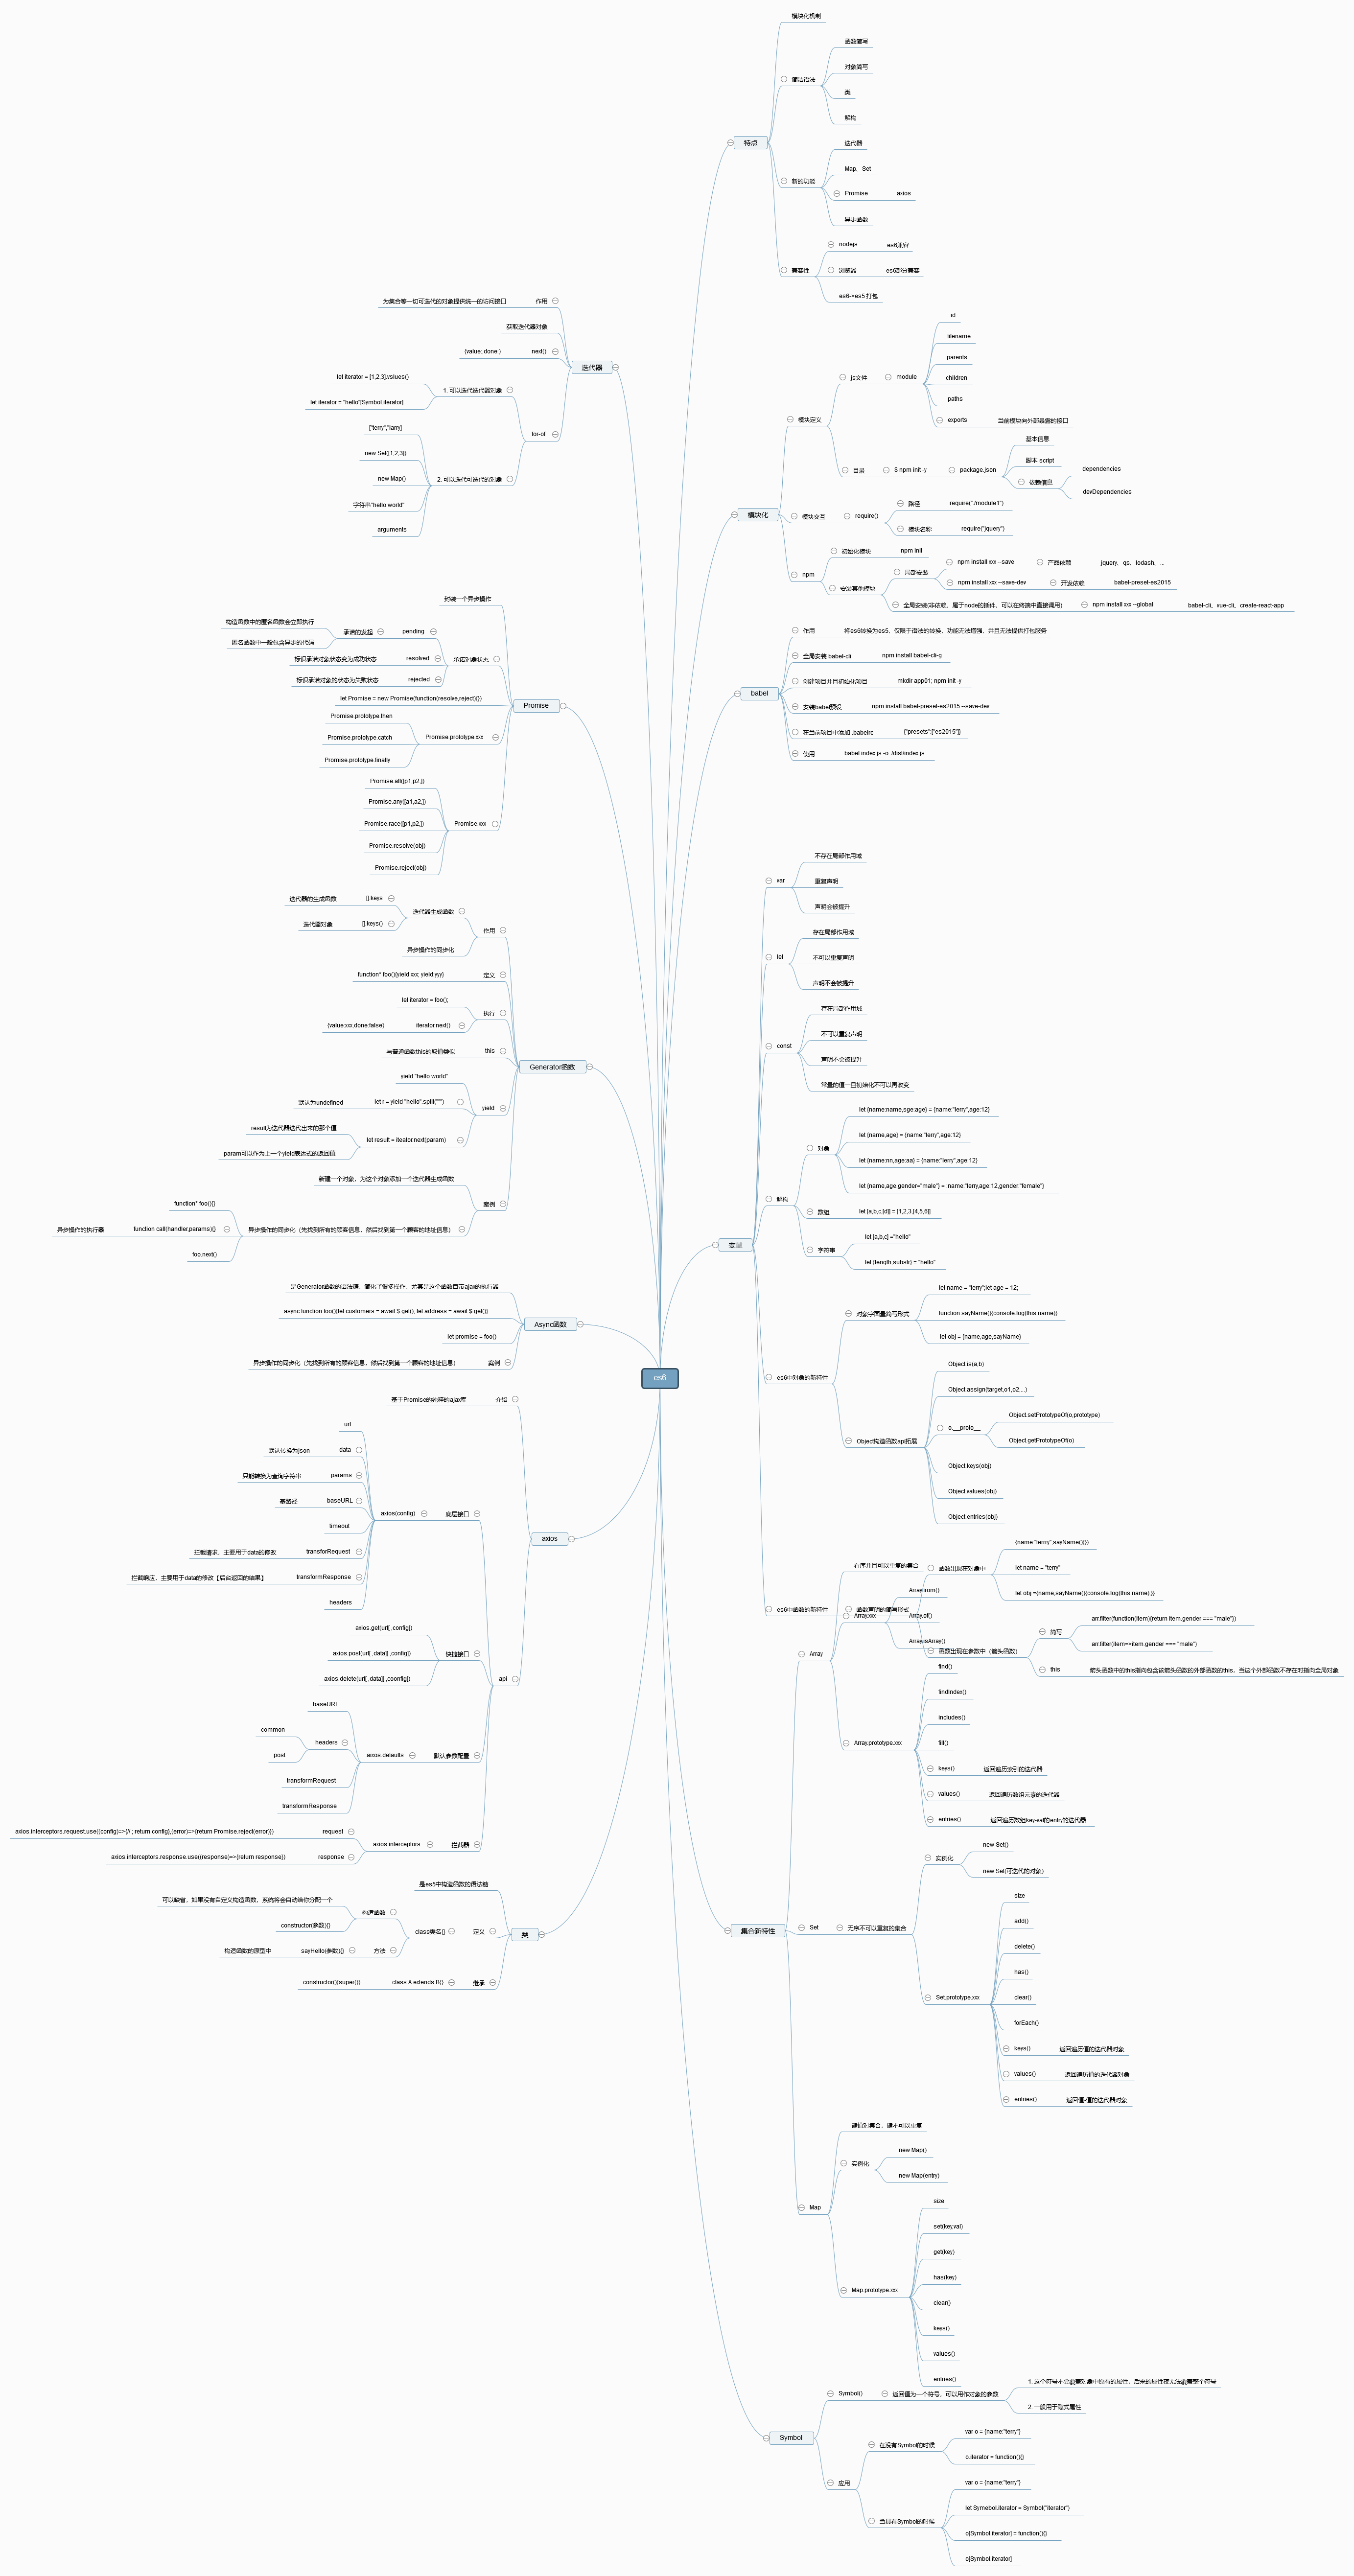 es6
特点
模块化机制
简洁语法
函数简写
对象简写
类
解构
新的功能
迭代器
Map、Set
Promise
axios
异步函数
兼容性
nodejs
es6兼容
浏览器
es6部分兼容
es6->es5 打包
模块化
模块定义
js文件
module
id
filename
parents
children
paths
exports
当前模块向外部暴露的接口
目录
$ npm init -y
package.json
基本信息
脚本 script
依赖信息
dependencies
devDependencies
模块交互
require()
路径
require("./module1")
模块名称
require("jquery")
npm
初始化模块
npm init
安装其他模块
局部安装
npm install xxx --save
产品依赖
jquery、qs、lodash、...
npm install xxx --save-dev
开发依赖
babel-preset-es2015
全局安装(非依赖，属于node的插件，可以在终端中直接调用)
npm install xxx --global
babel-cli、vue-cli、create-react-app
babel
作用
将es6转换为es5，仅限于语法的转换，功能无法增强，并且无法提供打包服务
全局安装 babel-cli
npm install babel-cli-g
创建项目并且初始化项目
mkdir app01; npm init -y
安装babel预设
npm install babel-preset-es2015 --save-dev
在当前项目中添加 .babelrc
{"presets":["es2015"]}
使用
babel index.js -o ./dist/index.js
变量
var
不存在局部作用域
重复声明
声明会被提升
let
存在局部作用域
不可以重复声明
声明不会被提升
const
存在局部作用域
不可以重复声明
声明不会被提升
常量的值一旦初始化不可以再改变
解构
对象
let {name:name,sge:age} = {name:"lerry",age:12}
let {name,age} = {name:"lerry",age:12}
let {name:nn,age:aa} = {name:"lerry",age:12}
let {name,age,gender="male"} = :name:"lerry,age:12,gender:"female"}
数组
let [a,b,c,[d]] = [1,2,3,[4,5,6]]
字符串
let [a,b,c] ="hello"
let {length,substr} = "hello"
es6中对象的新特性
对象字面量简写形式
let name = "terry";let age = 12;
function sayName(){console.log(this.name)}
let obj = {name,age,sayName}
Object构造函数api拓展
Object.is(a,b)
Object.assign(target,o1,o2,...)
o.__proto__
Object.setPrototypeOf(o,prototype)
Object.getPrototypeOf(o)
Object.keys(obj)
Object.values(obj)
Object.entries(obj)
es6中函数的新特性
函数声明的简写形式
函数出现在对象中
{name:"terrry",sayName(){}}
let name = "terry"
let obj ={name,sayName(){console.log(this.name);}}
函数出现在参数中（箭头函数）
简写
arr.filter(function(item){return item.gender === "male"})
arr.filter(item=>item.gender === "male")
this
箭头函数中的this指向包含该箭头函数的外部函数的this，当这个外部函数不存在时指向全局对象
集合新特性
Array
有序并且可以重复的集合
Array.xxx
Array.from()
Array.of()
Array.isArray()
Array.prototype.xxx
find()
findIndex()
includes()
fill()
keys()
返回遍历索引的迭代器
values()
返回遍历数组元素的迭代器
entries()
返回遍历数组key-val的entry的迭代器
Set
无序不可以重复的集合
实例化
new Set()
new Set(可迭代的对象)
Set.prototype.xxx
size
add()
delete()
has()
clear()
forEach()
keys()
返回遍历值的迭代器对象
values()
返回遍历值的迭代器对象
entries()
返回值-值的迭代器对象
Map
键值对集合，键不可以重复
实例化
new Map()
new Map(entry)
Map.prototype.xxx
size
set(key,val)
get(key)
has(key)
clear()
keys()
values()
entries()
Symbol
Symbol()
返回值为一个符号，可以用作对象的参数
1. 这个符号不会覆盖对象中原有的属性，后来的属性夜无法覆盖整个符号
2. 一般用于隐式属性
应用
在没有Symbol的时候
var o = {name:"terry"}
o.iterator = function(){}
当具有Symbol的时候
var o = {name:"terry"}
let Symebol.iterator = Symbol("iterator")
o[Symbol.iterator] = function(){}
o[Symbol.iterator]
迭代器
作用
为集合等一切可迭代的对象提供统一的访问接口
获取迭代器对象
next()
{value:,done:}
for-of
1. 可以迭代迭代器对象
let iterator = [1,2,3].vslues()
let iterator = "hello"[Symbol.iterator]
2. 可以迭代可迭代的对象
["terry","larry]
new Set([1,2,3])
new Map()
字符串"hello world"
arguments
Promise
封装一个异步操作
承诺对象状态
pending
承诺的发起
构造函数中的匿名函数会立即执行
匿名函数中一般包含异步的代码
resolved
标识承诺对象状态变为成功状态
rejected
标识承诺对象的状态为失败状态
let Promise = new Promise(function(resolve,reject){})
Promise.prototype.xxx
Promise.prototype.then
Promise.prototype.catch
Promise.prototype.finally
Promise.xxx
Promise.all([p1,p2,])
Promise.any([a1,a2,])
Promise.race([p1,p2,])
Promise.resolve(obj)
Promise.reject(obj)
Generator函数
作用
迭代器生成函数
[].keys
迭代器的生成函数
[].keys()
迭代器对象
异步操作的同步化
定义
function* foo(){yield xxx; yield:yyy}
执行
let iterator = foo();
iterator.next()
{value:xxx,done:false}
this
与普通函数this的取值类似
yield
yield "hello world"
let r = yield "hello".split("")
默认为undefined
let result = iteator.next(param)
result为迭代器迭代出来的那个值
param可以作为上一个yield表达式的返回值
案例
新建一个对象，为这个对象添加一个迭代器生成函数
异步操作的同步化（先找到所有的顾客信息，然后找到第一个顾客的地址信息）
function* foo(){}
function call(handler,params){}
异步操作的执行器
foo.next()
Async函数
是Generator函数的语法糖，简化了很多操作，尤其是这个函数自带ajax的执行器
async function foo(){let customers = await $.get(); let address = await $.get()}
let promise = foo()
案例
异步操作的同步化（先找到所有的顾客信息，然后找到第一个顾客的地址信息）
axios
介绍
基于Promise的纯粹的ajax库
api
底层接口
axios(config)
url
data
默认转换为json
params
只能转换为查询字符串
baseURL
基路径
timeout
transforRequest
拦截请求，主要用于data的修改
transformResponse
拦截响应，主要用于data的修改【后台返回的结果】
headers
快捷接口
axios.get(url[ ,config])
axios.post(url[ ,data][ ,config])
axios.delete(url[ ,data][ ,coonfig])
默认参数配置
aixos.defaults
baseURL
headers
common
post
transformRequest
transformResponse
拦截器
axios.interceptors
request
axios.interceptors.request.use((config)=>{// ; return config},(error)=>{return Promise.reject(error)})
response
axios.interceptors.response.use((response)=>{return response})
类
是es5中构造函数的语法糖
定义
class类名{}
构造函数
可以缺省，如果没有自定义构造函数，系统将会自动给你分配一个
constructor(参数){}
方法
sayHello(参数){}
构造函数的原型中
继承
class A extends B{}
constructor(){super()}